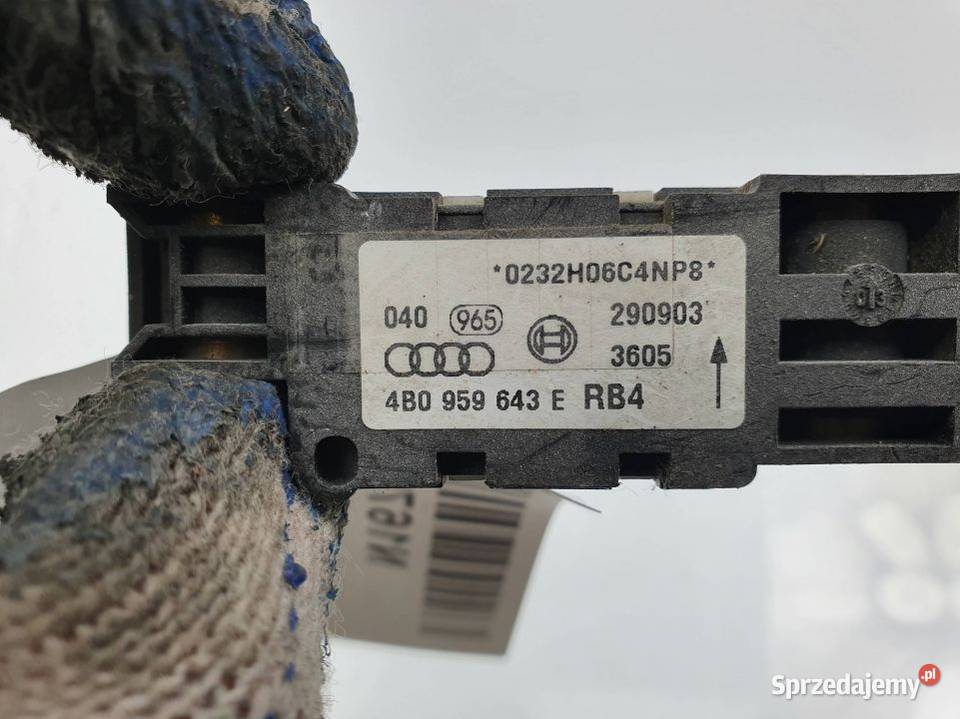 *0232H06C4NP8*
040 965 290903
3605
4B0 959 643 E RB4
Sprzedajemy.pl